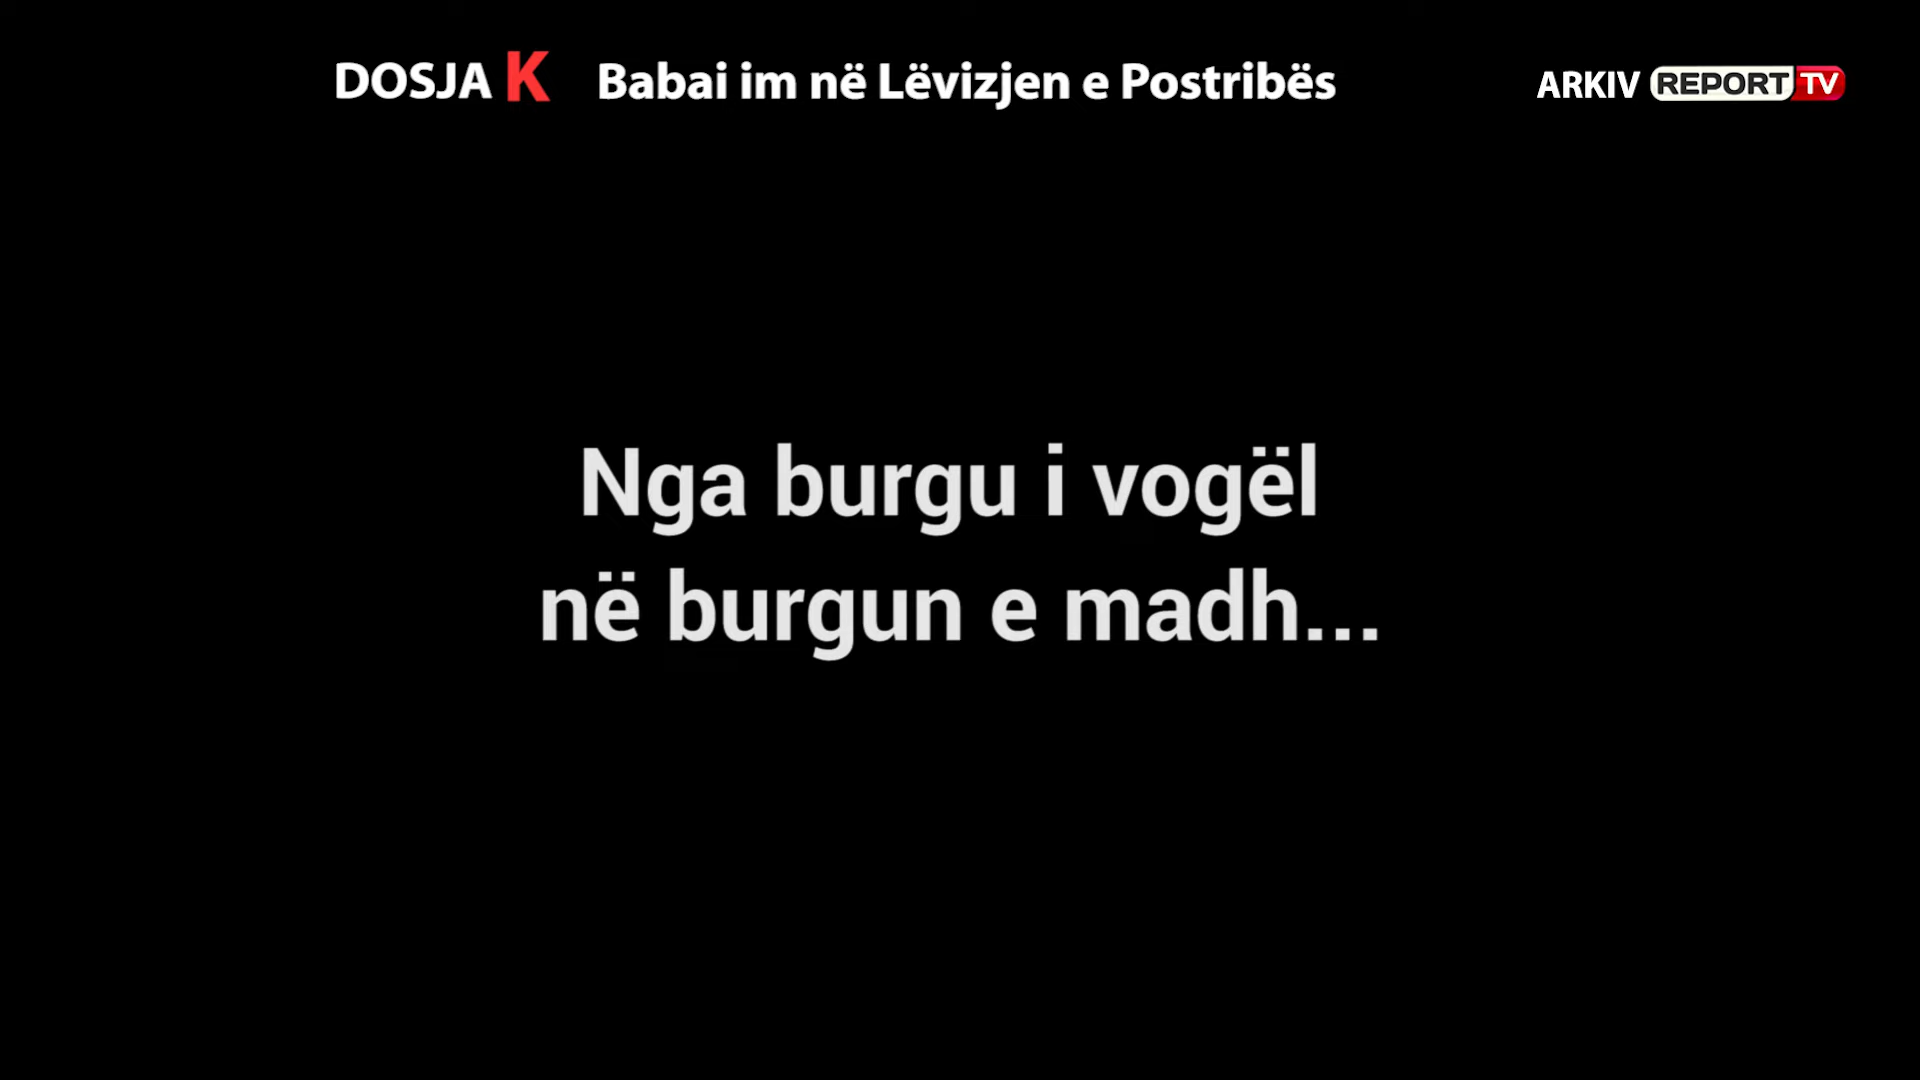 DOSJA K Babai im në Lëvizjen e Postribës
ARKIV REPORT TV
Nga burgu i vogël
në burgun e madh...